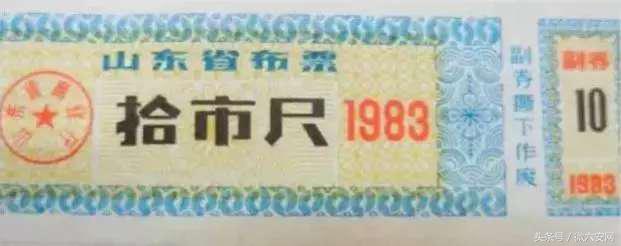 山东省布票
拾市尺
1983
副券撕下作废
副券
10
1983
头条号/侃六安网